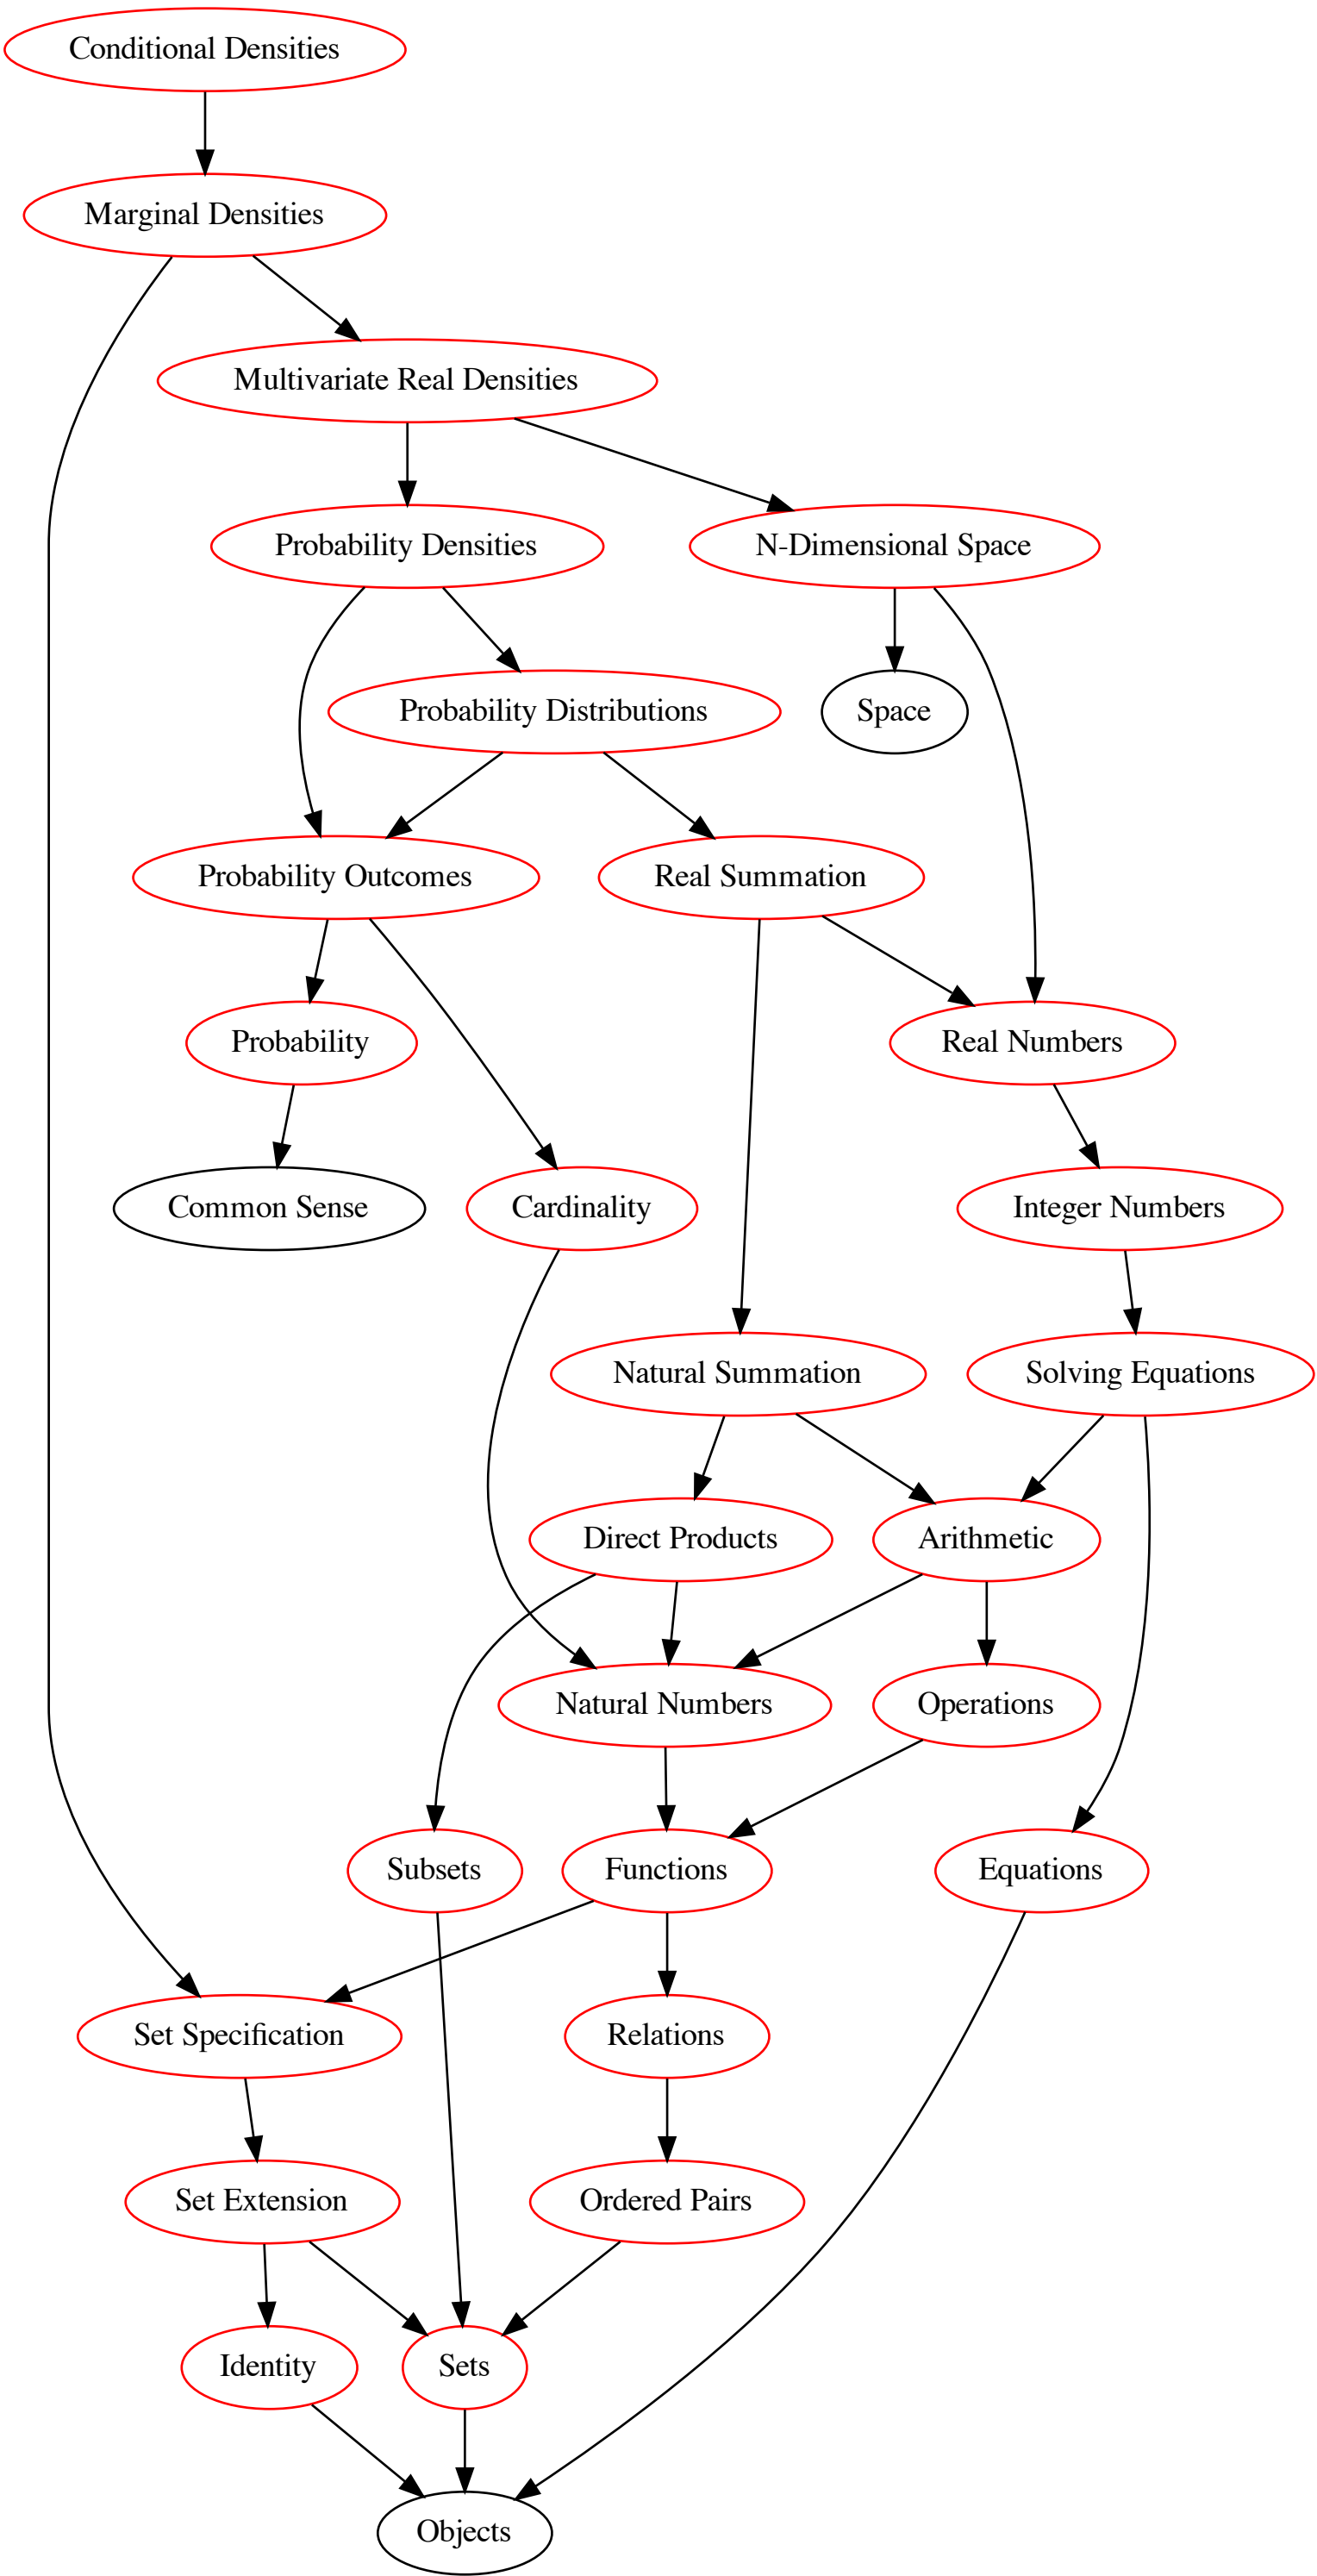 Conditional Densities
Marginal Densities
Multivariate Real Densities
Probability Densities
N-Dimensional Space
Probability Distributions
Space
Probability Outcomes
Real Summation
Probability
Real Numbers
Common Sense
Cardinality
Integer Numbers
Natural Summation
Solving Equations
Direct Products
Arithmetic
Natural Numbers
Operations
Subsets
Functions
Equations
Set Specification
Relations
Set Extension
Ordered Pairs
Identity
Sets
Objects